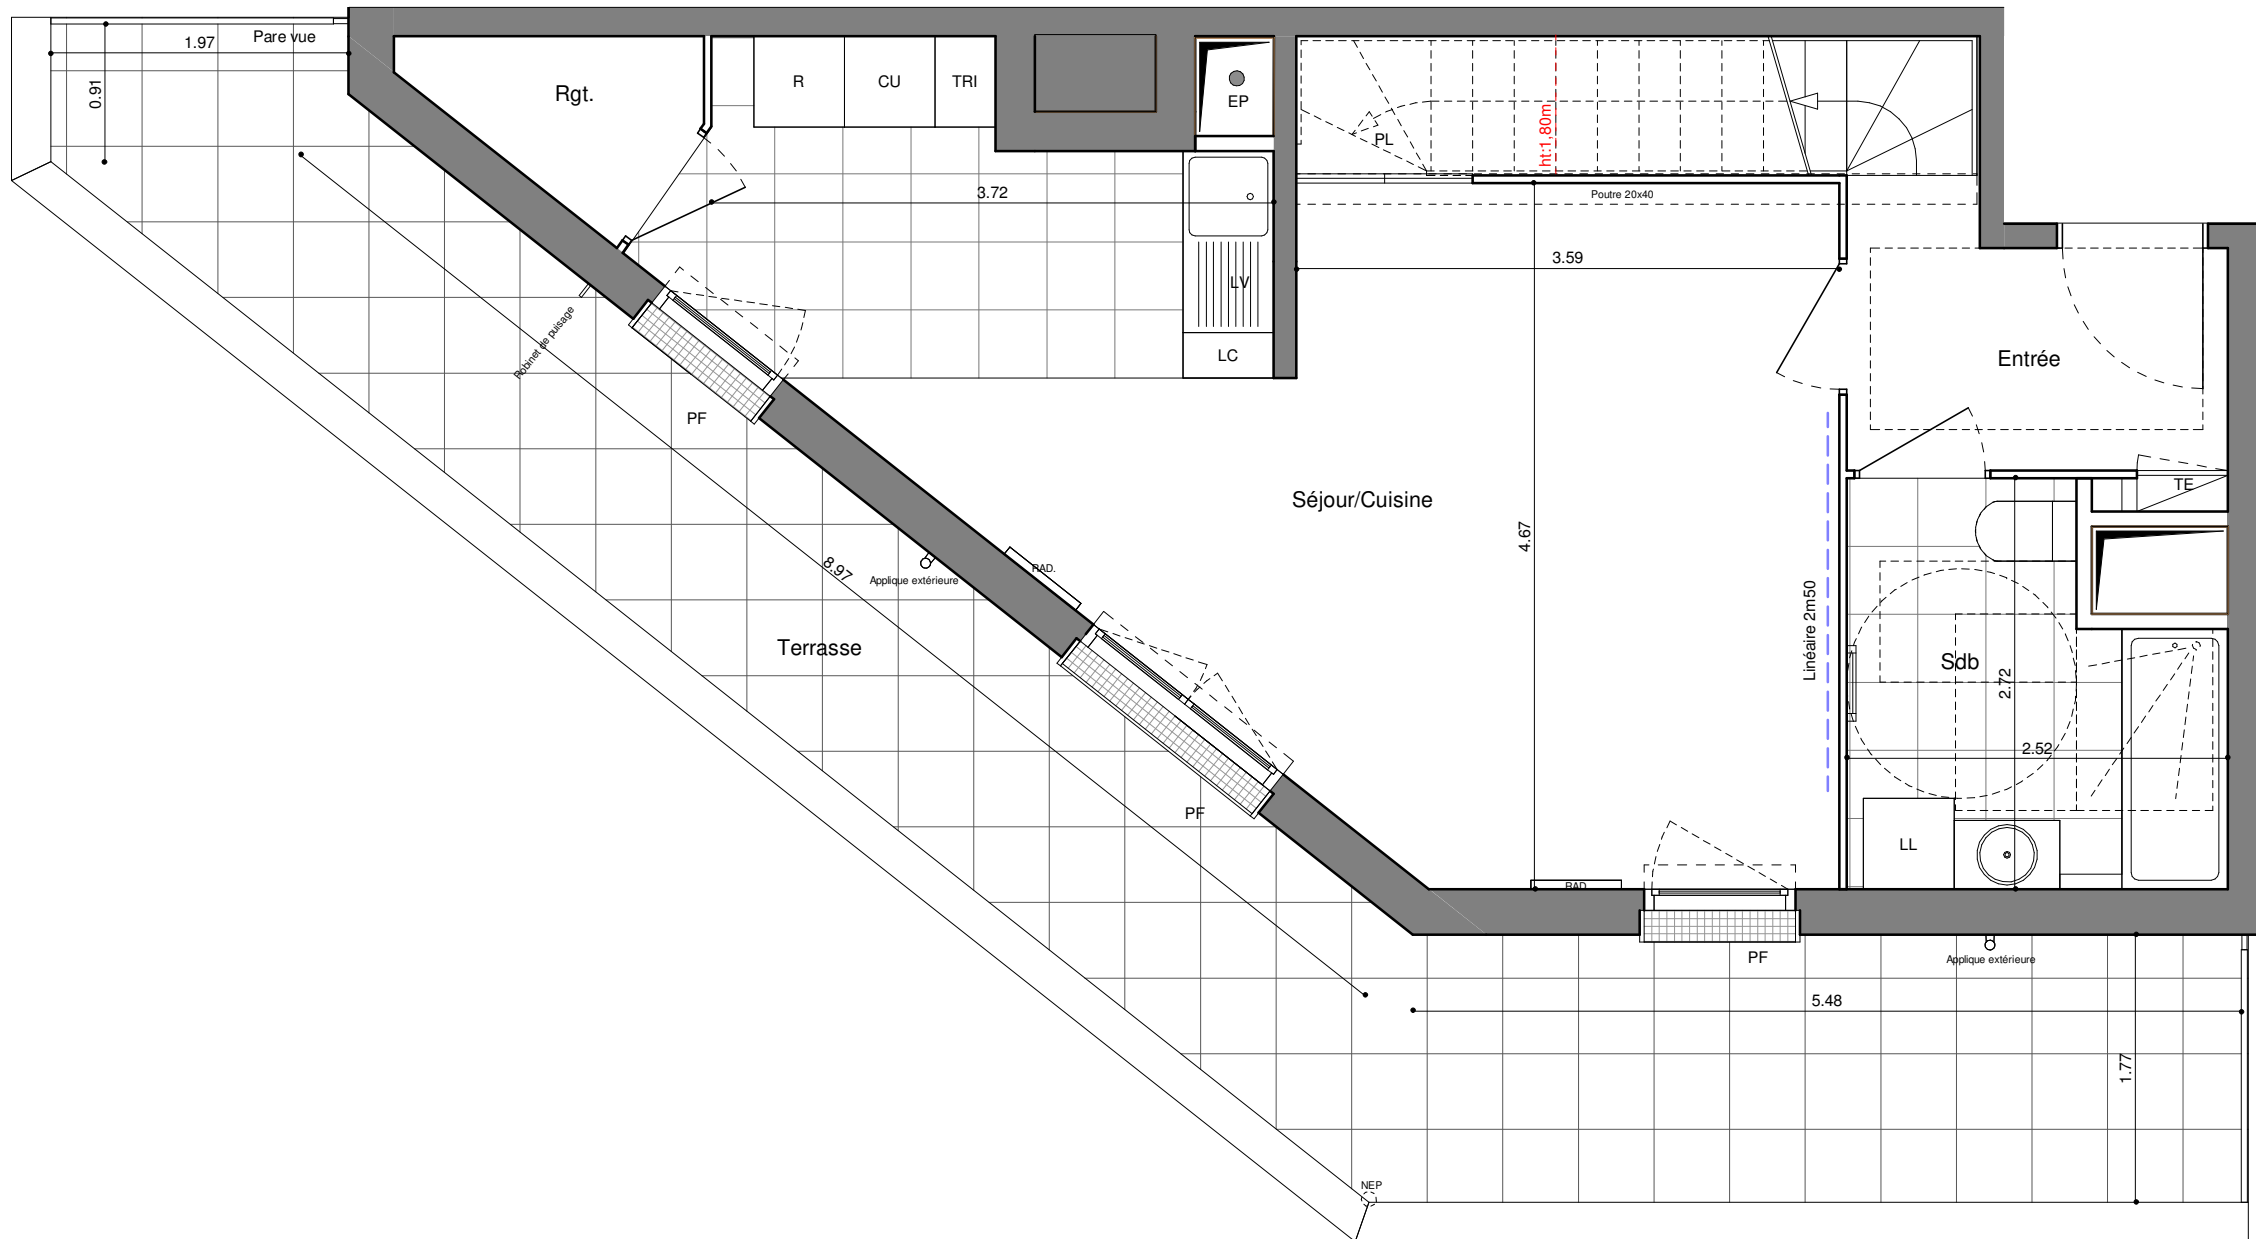 1.97
Pare vue
0.91
Rgt.
R
CU
TRI
EP
PL
ht:1,80m
Poutre 20x40
3.72
3.59
LV
LC
Robinet de puisage
PF
Entrée
TE
Séjour/Cuisine
4.67
8.97
Applique extérieure
RAD.
Terrasse
Linéaire 2m50
Sdb
2.72
2.52
PF
LL
RAD.
PF
Applique extérieure
5.48
1.77
NEP